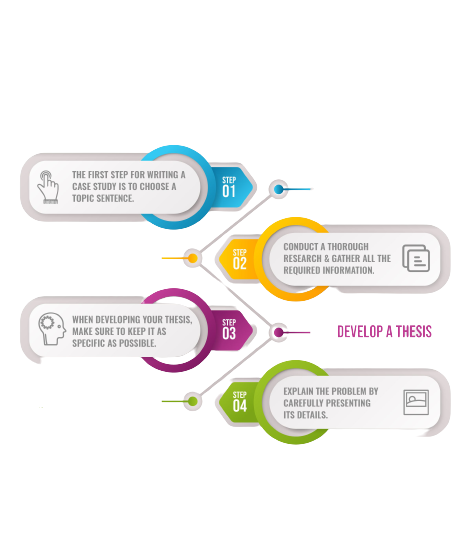 THE FIRST STEP FOR WRITING A
CASE STUDY IS TO CHOOSE A
TOPIC SENTENCE.
STEP
01
STEP
02
CONDUCT A THOROUGH
RESEARCH & GATHER ALL THE
REQUIRED INFORMATION.
WHEN DEVELOPING YOUR THESIS,
MAKE SURE TO KEEP IT AS
SPECIFIC AS POSSIBLE.
STEP
03
DEVELOP A THESIS
STEP
04
EXPLAIN THE PROBLEM BY
CAREFULLY PRESENTING
ITS DETAILS.